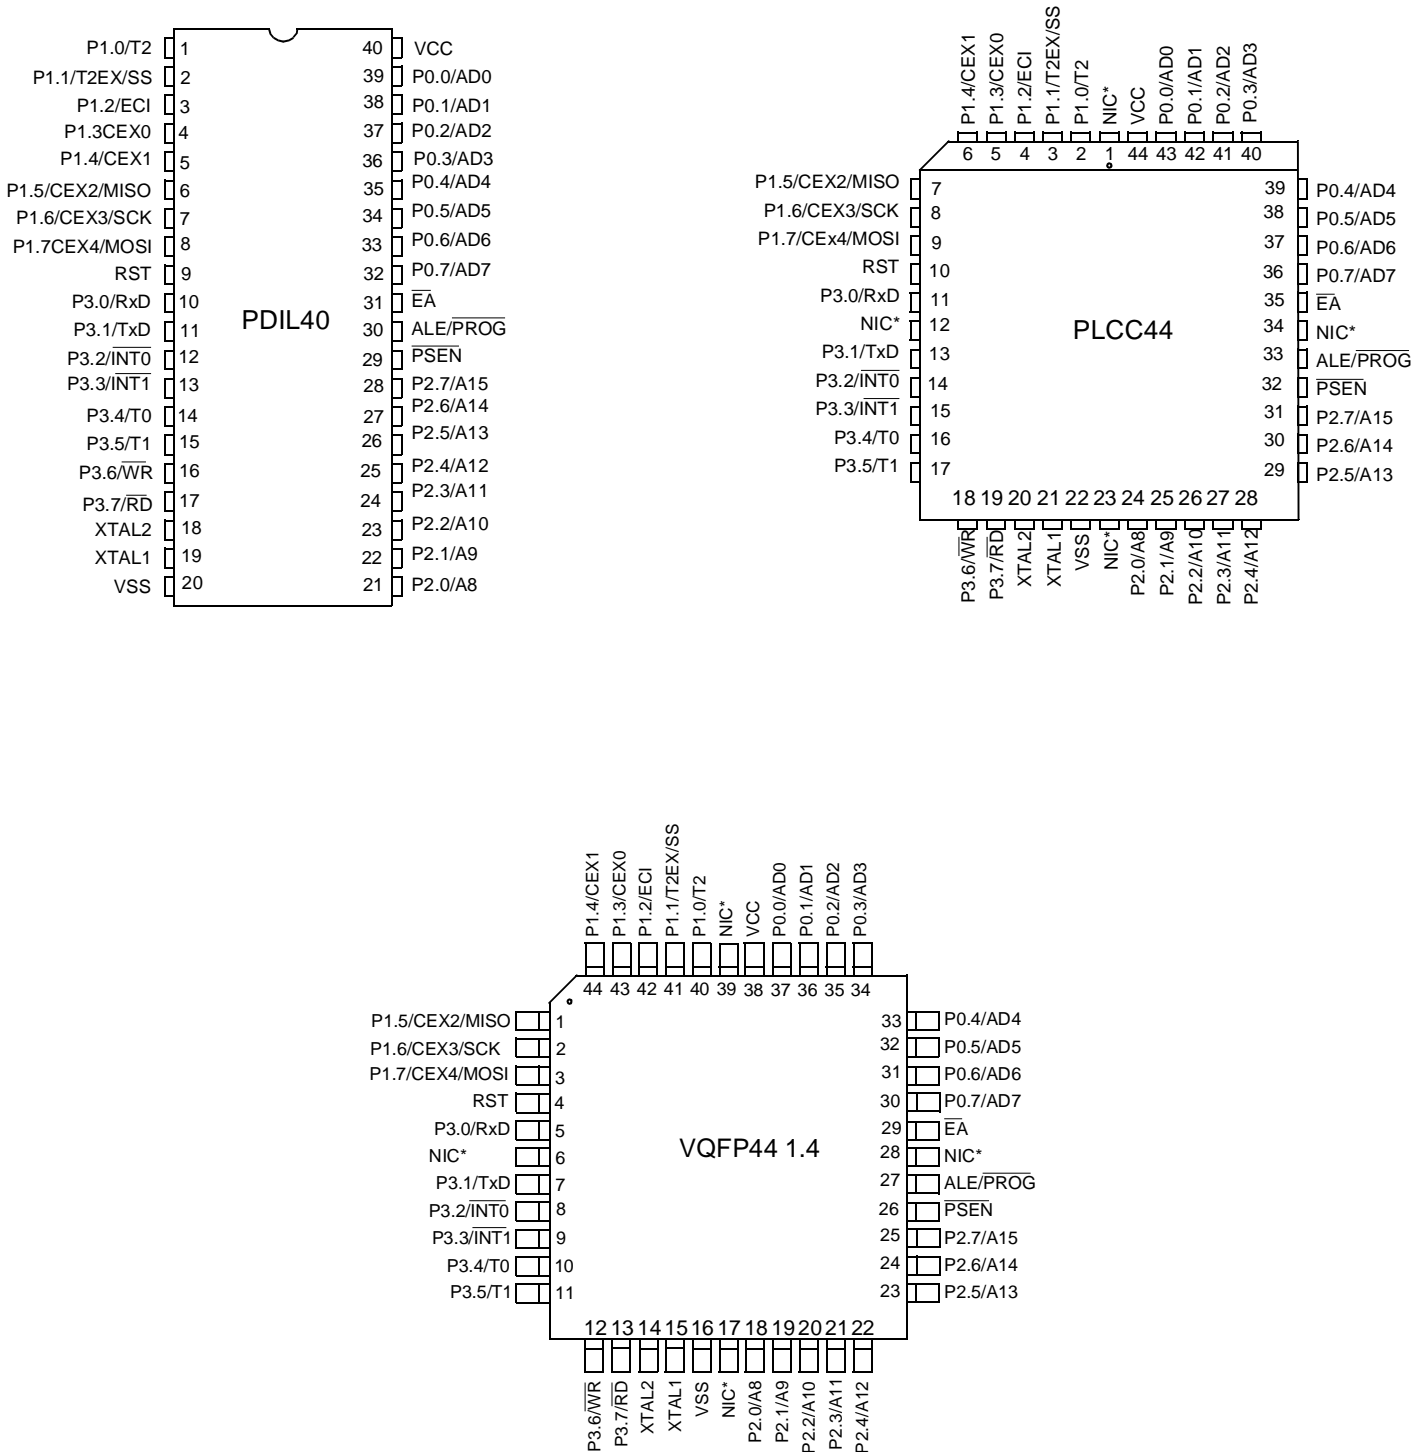 P1.0/T2 1 40 VCC
P1.1/T2EX/SS 2 39 P0.0/AD0
P1.2/ECI 3 38 P0.1/AD1
P1.3CEX0 4 37 P0.2/AD2
P1.4/CEX1 5 36 P0.3/AD3
P1.5/CEX2/MISO 6 35 P0.4/AD4
P1.6/CEX3/SCK 7 34 P0.5/AD5
P1.7CEX4/MOSI 8 33 P0.6/AD6
RST 9 32 P0.7/AD7
P3.0/RxD 10 31 EA
P3.1/TxD 11 30 ALE/PROG
P3.2/INT0 12 29 PSEN
P3.3/INT1 13 28 P2.7/A15
P3.4/T0 14 27 P2.6/A14
P3.5/T1 15 26 P2.5/A13
P3.6/WR 16 25 P2.4/A12
P3.7/RD 17 24 P2.3/A11
XTAL2 18 23 P2.2/A10
XTAL1 19 22 P2.1/A9
VSS 20 21 P2.0/A8
PDIL40
P1.4/CEX1 P1.3/CEX0 P1.2/ECI P1.1/T2EX/SS P1.0/T2 NIC* VCC P0.0/AD0 P0.1/AD1 P0.2/AD2 P0.3/AD3
6 5 4 3 2 1 44 43 42 41 40
P1.5/CEX2/MISO 7 39 P0.4/AD4
P1.6/CEX3/SCK 8 38 P0.5/AD5
P1.7/CEx4/MOSI 9 37 P0.6/AD6
RST 10 36 P0.7/AD7
P3.0/RxD 11 35 EA
NIC* 12 34 NIC*
P3.1/TxD 13 33 ALE/PROG
P3.2/INT0 14 32 PSEN
P3.3/INT1 15 31 P2.7/A15
P3.4/T0 16 30 P2.6/A14
P3.5/T1 17 29 P2.5/A13
PLCC44
18 19 20 21 22 23 24 25 26 27 28
P3.6/WR P3.7/RD XTAL2 XTAL1 VSS NIC* P2.0/A8 P2.1/A9 P2.2/A10 P2.3/A11 P2.4/A12
P1.4/CEX1 P1.3/CEX0 P1.2/ECI P1.1/T2EX/SS P1.0/T2 NIC* VCC P0.0/AD0 P0.1/AD1 P0.2/AD2 P0.3/AD3
44 43 42 41 40 39 38 37 36 35 34
P1.5/CEX2/MISO 1 33 P0.4/AD4
P1.6/CEX3/SCK 2 32 P0.5/AD5
P1.7/CEX4/MOSI 3 31 P0.6/AD6
RST 4 30 P0.7/AD7
P3.0/RxD 5 29 EA
NIC* 6 28 NIC*
P3.1/TxD 7 27 ALE/PROG
P3.2/INT0 8 26 PSEN
P3.3/INT1 9 25 P2.7/A15
P3.4/T0 10 24 P2.6/A14
P3.5/T1 11 23 P2.5/A13
VQFP44 1.4
12 13 14 15 16 17 18 19 20 21 22
P3.6/WR P3.7/RD XTAL2 XTAL1 VSS NIC* P2.0/A8 P2.1/A9 P2.2/A10 P2.3/A11 P2.4/A12